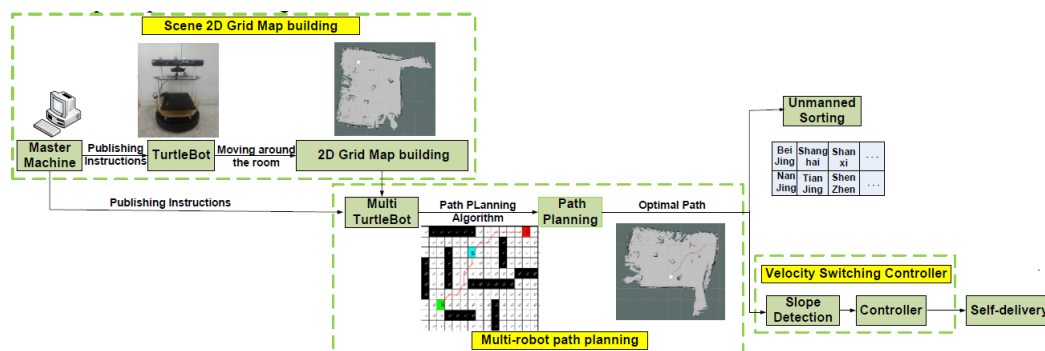 Scene 2D Grid Map building
Master
Machine
Publishing
Instructions
TurtleBot
Moving around
the room
2D Grid Map building
Publishing Instructions
Multi
TurtleBot
Path PLanning
Algorithm
Path
Planning
Optimal Path
Multi-robot path planning
Unmanned
Sorting
Bei
Jing
Shang
hai
Shan
xi
...
Nan
Jing
Tian
Jing
Shen
Zhen
...
Velocity Switching Controller
Slope
Detection
Controller
Self-delivery